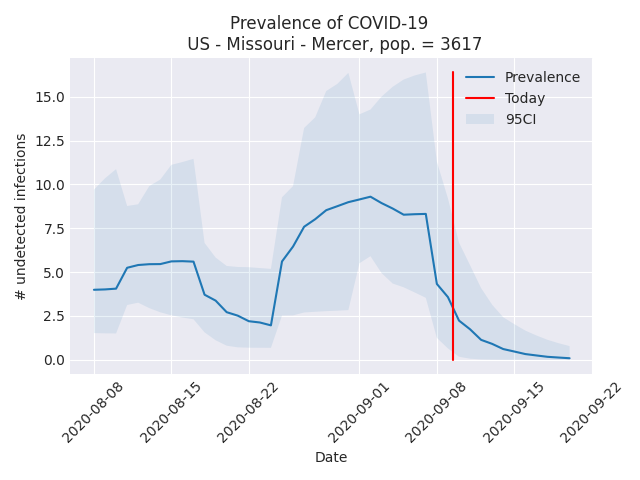 Prevalence of COVID-19
US - Missouri - Mercer, pop. = 3617
Prevalence
Today
95CI
15.0
12.5
10.0
7.5
5.0
2.5
0.0
# undetected infections
2020-08-08
2020-08-15
2020-08-22
2020-09-01
2020-09-08
2020-09-15
2020-09-22
Date